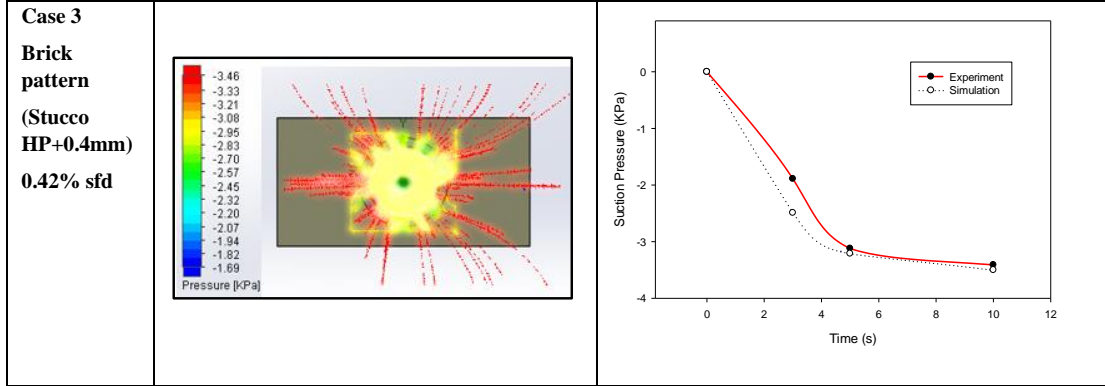 Case 3
Brick
pattern
(Stucco
HP+0.4mm)
0.42% sfd
-3.46
-3.33
-3.21
-3.08
-2.95
-2.83
-2.70
-2.57
-2.45
-2.32
-2.20
-2.07
-1.94
-1.82
-1.69
Pressure [KPa]
Y
Suction Pressure (KPa)
0
-1
-2
-3
-4
Experiment
Simulation
0 2 4 6 8 10 12
Time (s)